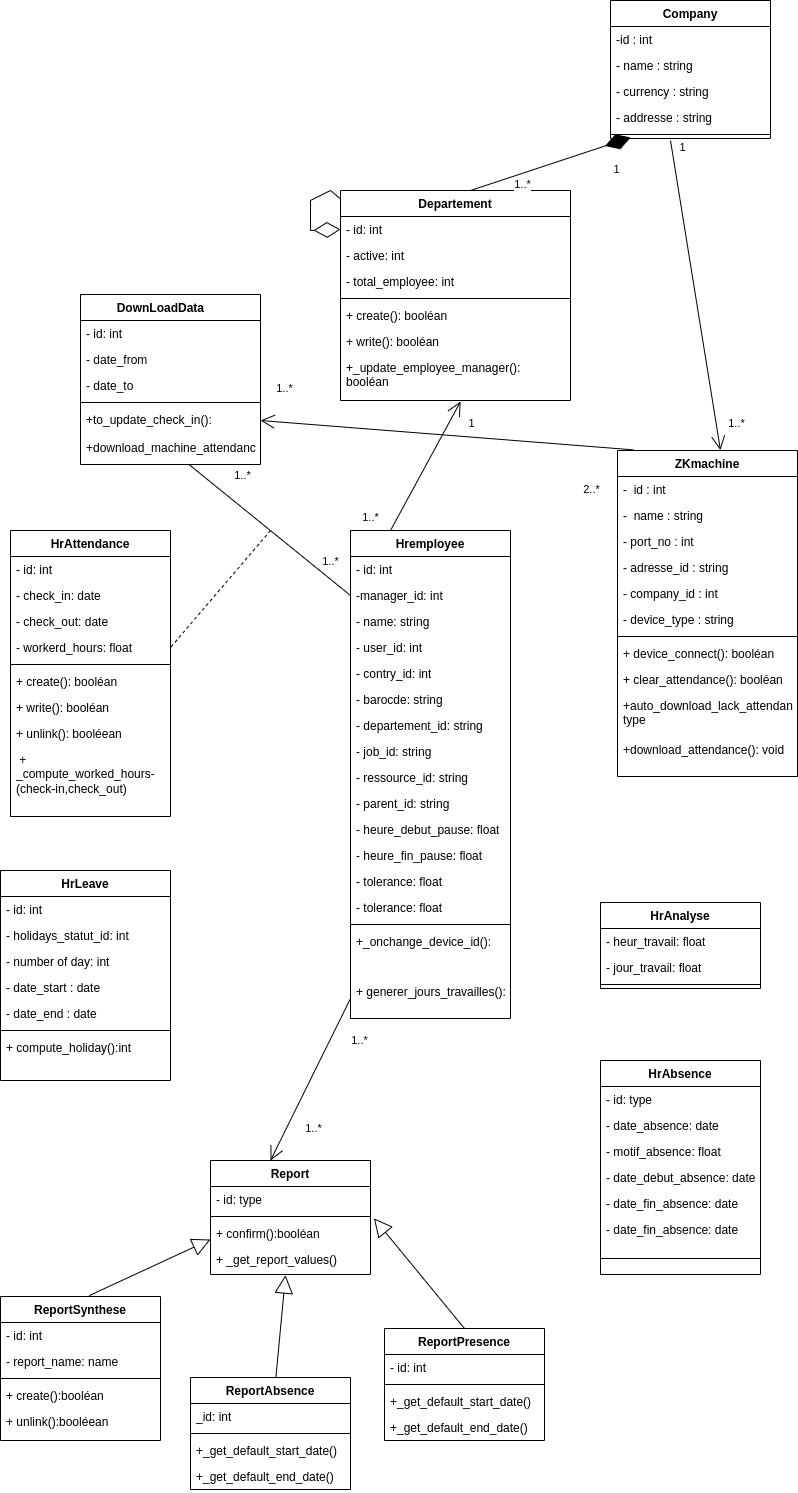 Company
-id : int
- name : string
- currency : string
- addresse : string
1
1
1..*
Departement
- id: int
- active: int
- total_employee: int
+ create(): booléan
+ write(): booléan
+_update_employee_manager():
booléan
DownLoadData
- id: int
- date_from
- date_to
+to_update_check_in():
+download_machine_attendanc
1..*
1
1..*
2..*
1..*
1..*
1..*
ZKmachine
-  id : int
-  name : string
- port_no : int
- adresse_id : string
- company_id : int
- device_type : string
+ device_connect(): booléan
+ clear_attendance(): booléan
+auto_download_lack_attendan
type
+download_attendance(): void
HrAttendance
- id: int
- check_in: date
- check_out: date
- workerd_hours: float
+ create(): booléan
+ write(): booléan
+ unlink(): booléean
+
_compute_worked_hours-
(check-in,check_out)
Hremployee
- id: int
-manager_id: int
- name: string
- user_id: int
- contry_id: int
- barocde: string
- departement_id: string
- job_id: string
- ressource_id: string
- parent_id: string
- heure_debut_pause: float
- heure_fin_pause: float
- tolerance: float
- tolerance: float
+_onchange_device_id():
+ generer_jours_travailles():
HrLeave
- id: int
- holidays_statut_id: int
- number of day: int
- date_start : date
- date_end : date
+ compute_holiday():int
HrAnalyse
- heur_travail: float
- jour_travail: float
HrAbsence
- id: type
- date_absence: date
- motif_absence: float
- date_debut_absence: date
- date_fin_absence: date
- date_fin_absence: date
1..*
1..*
Report
- id: type
+ confirm():booléan
+ _get_report_values()
ReportSynthese
- id: int
- report_name: name
+ create():booléan
+ unlink():booléean
ReportAbsence
_id: int
+_get_default_start_date()
+_get_default_end_date()
ReportPresence
- id: int
+_get_default_start_date()
+_get_default_end_date()